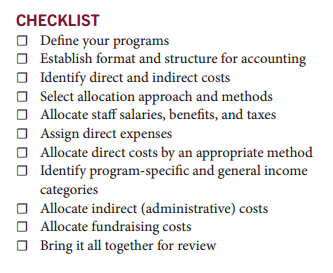 CHECKLIST
☐ Define your programs
☐ Establish format and structure for accounting
☐ Identify direct and indirect costs
☐ Select allocation approach and methods
☐ Allocate staff salaries, benefits, and taxes
☐ Assign direct expenses
☐ Allocate direct costs by an appropriate method
☐ Identify program-specific and general income
categories
☐ Allocate indirect (administrative) costs
☐ Allocate fundraising costs
☐ Bring it all together for review